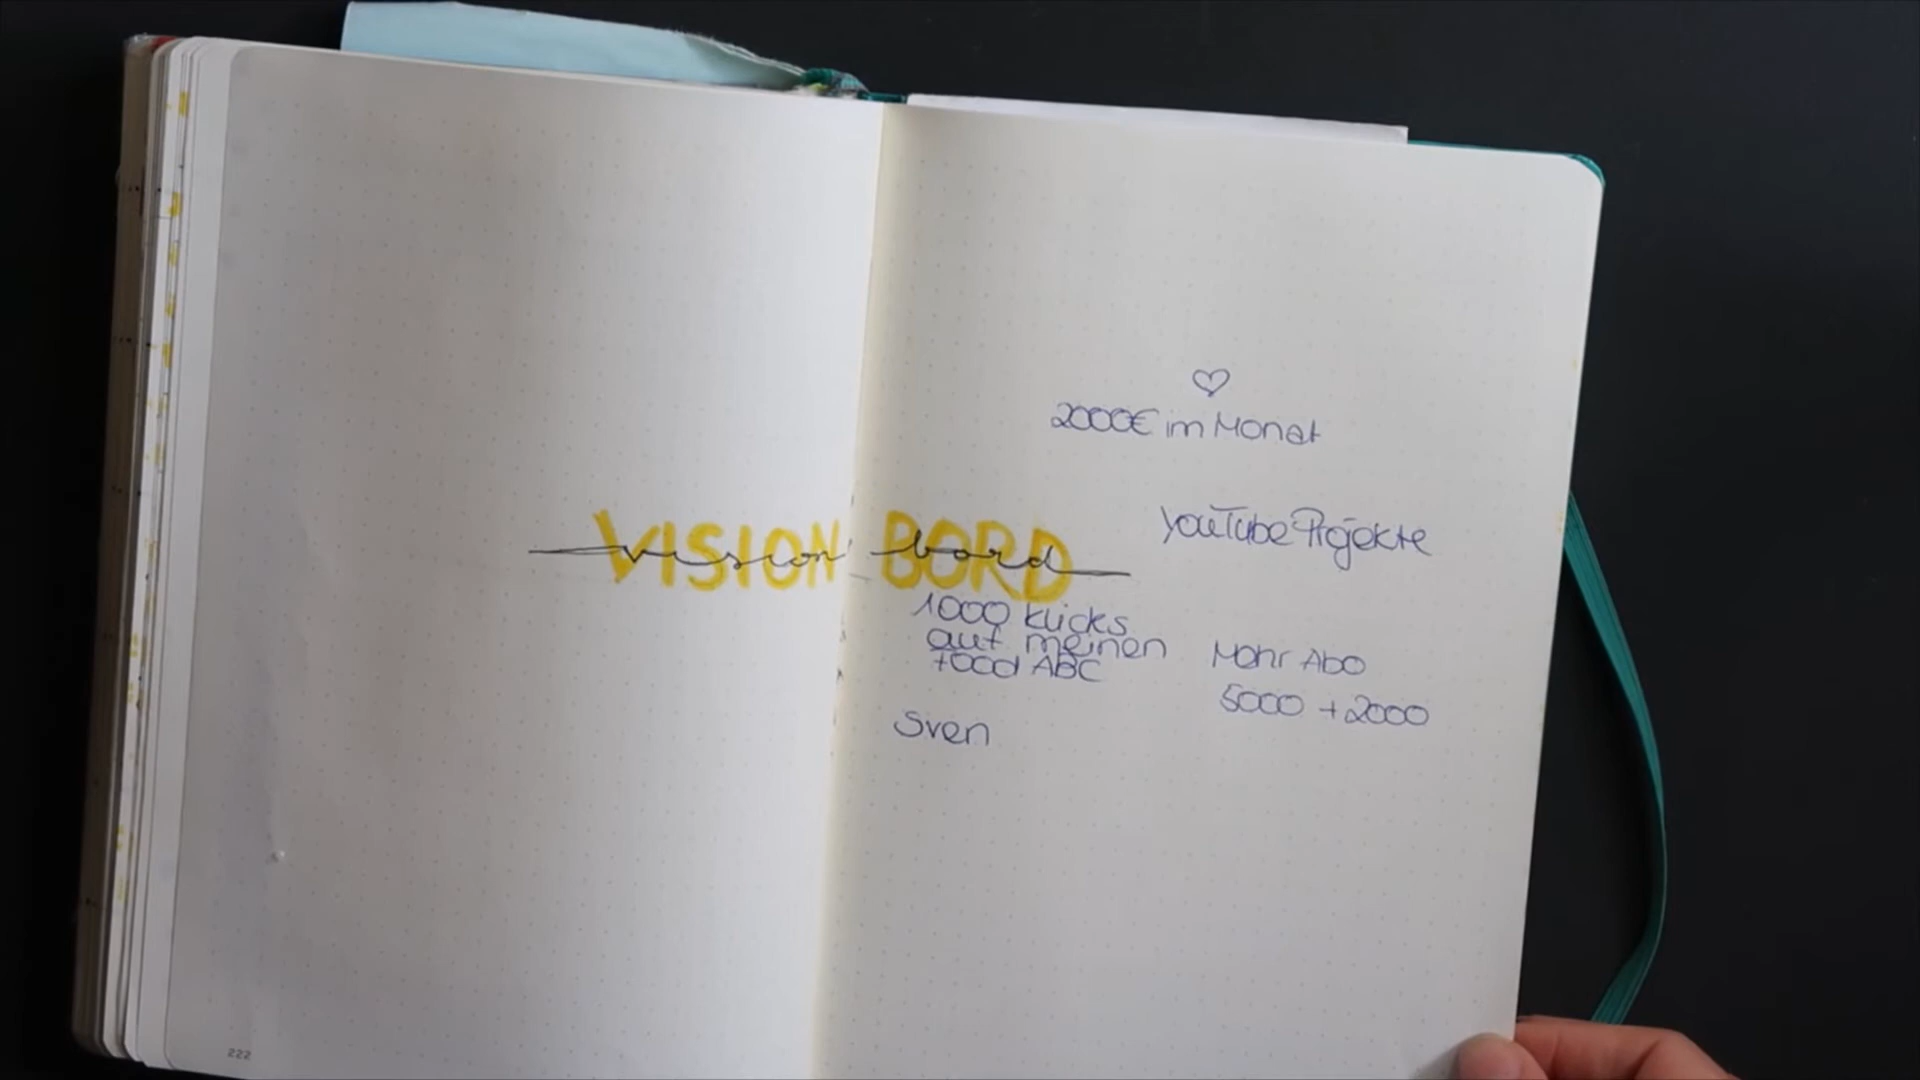 ♡
2000€ im Monat
YouTube Projekte
VISION BORD
vision bord
1000 klicks
auf meinen
food ABC
Mehr Abo
5000 + 2000
Sven
222